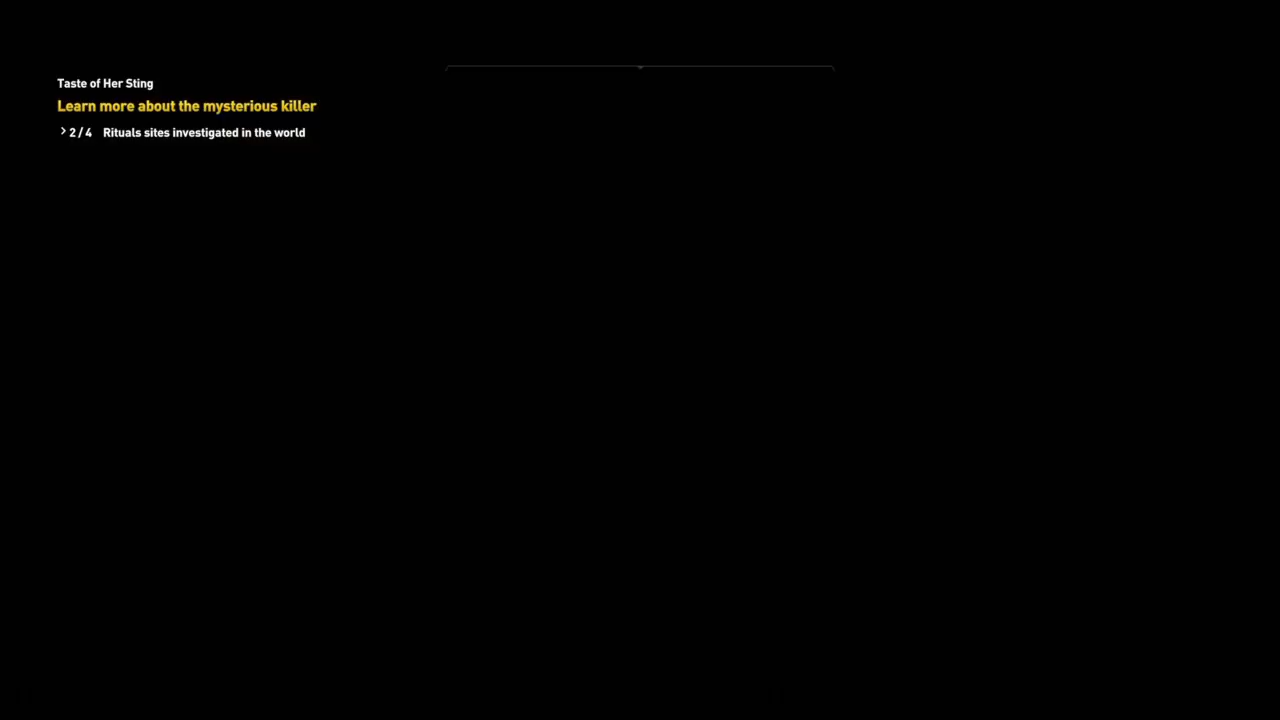 Taste of Her Sting
Learn more about the mysterious killer
> 2 / 4 Rituals sites investigated in the world